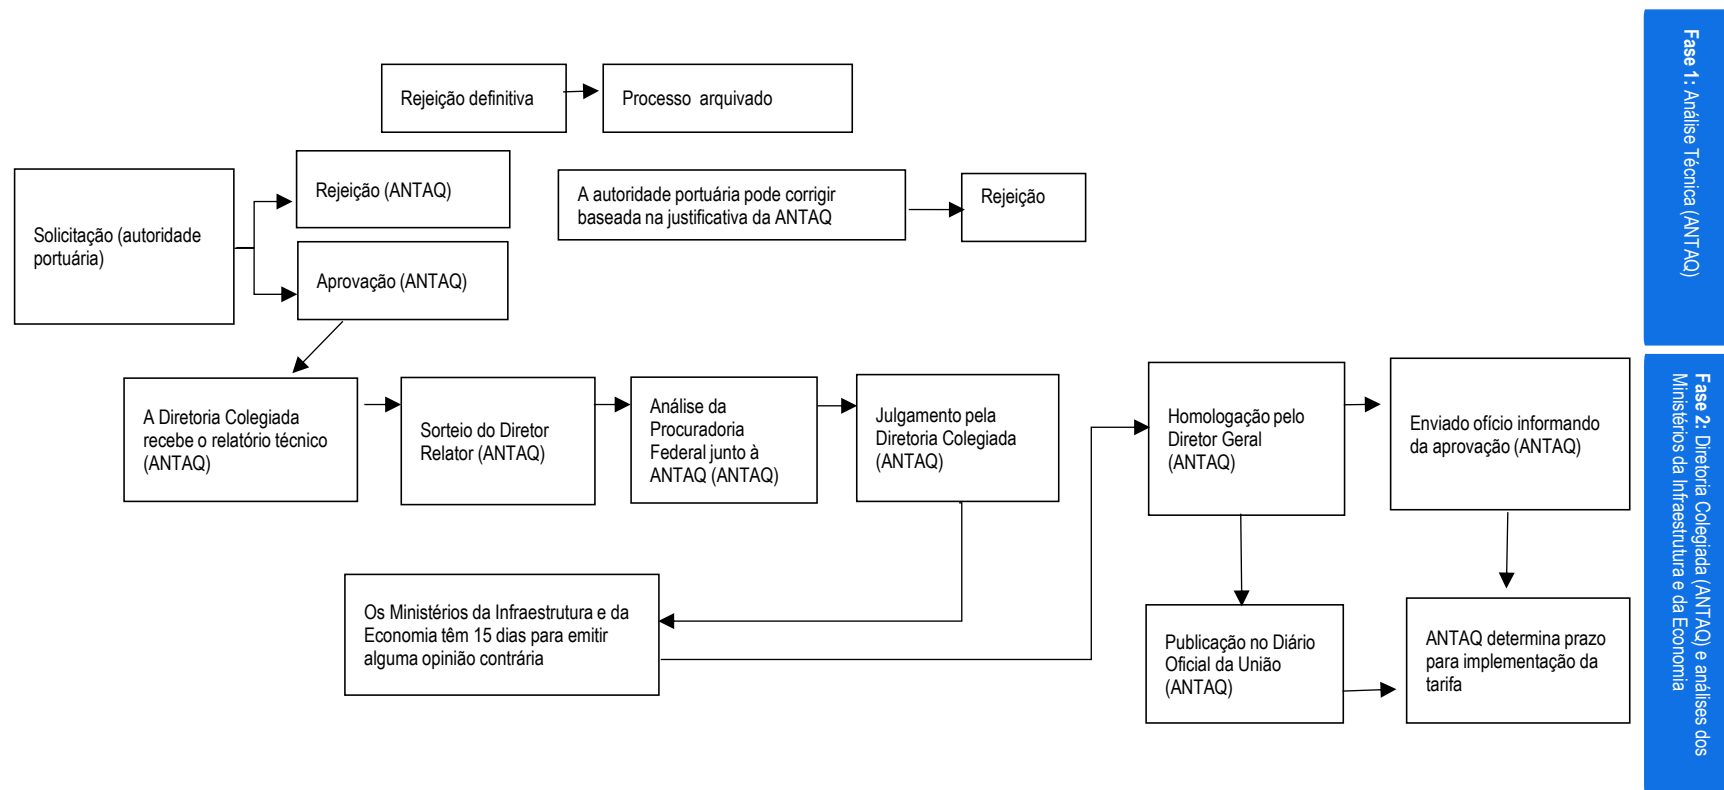 Rejeição definitiva
Processo arquivado
Rejeição (ANTAQ)
A autoridade portuária pode corrigir
baseada na justificativa da ANTAQ
Rejeição
Solicitação (autoridade
portuária)
Aprovação (ANTAQ)
Fase 1: Análise Técnica (ANTAQ)
A Diretoria Colegiada
recebe o relatório técnico
(ANTAQ)
Sorteio do Diretor
Relator (ANTAQ)
Análise da
Procuradoria
Federal junto à
ANTAQ (ANTAQ)
Julgamento pela
Diretoria Colegiada
(ANTAQ)
Homologação pelo
Diretor Geral
(ANTAQ)
Enviado ofício informando
da aprovação (ANTAQ)
Os Ministérios da Infraestrutura e da
Economia têm 15 dias para emitir
alguma opinião contrária
Publicação no Diário
Oficial da União
(ANTAQ)
ANTAQ determina prazo
para implementação da
tarifa
Fase 2: Diretoria Colegiada (ANTAQ) e análises dos
Ministérios da Infraestrutura e da Economia